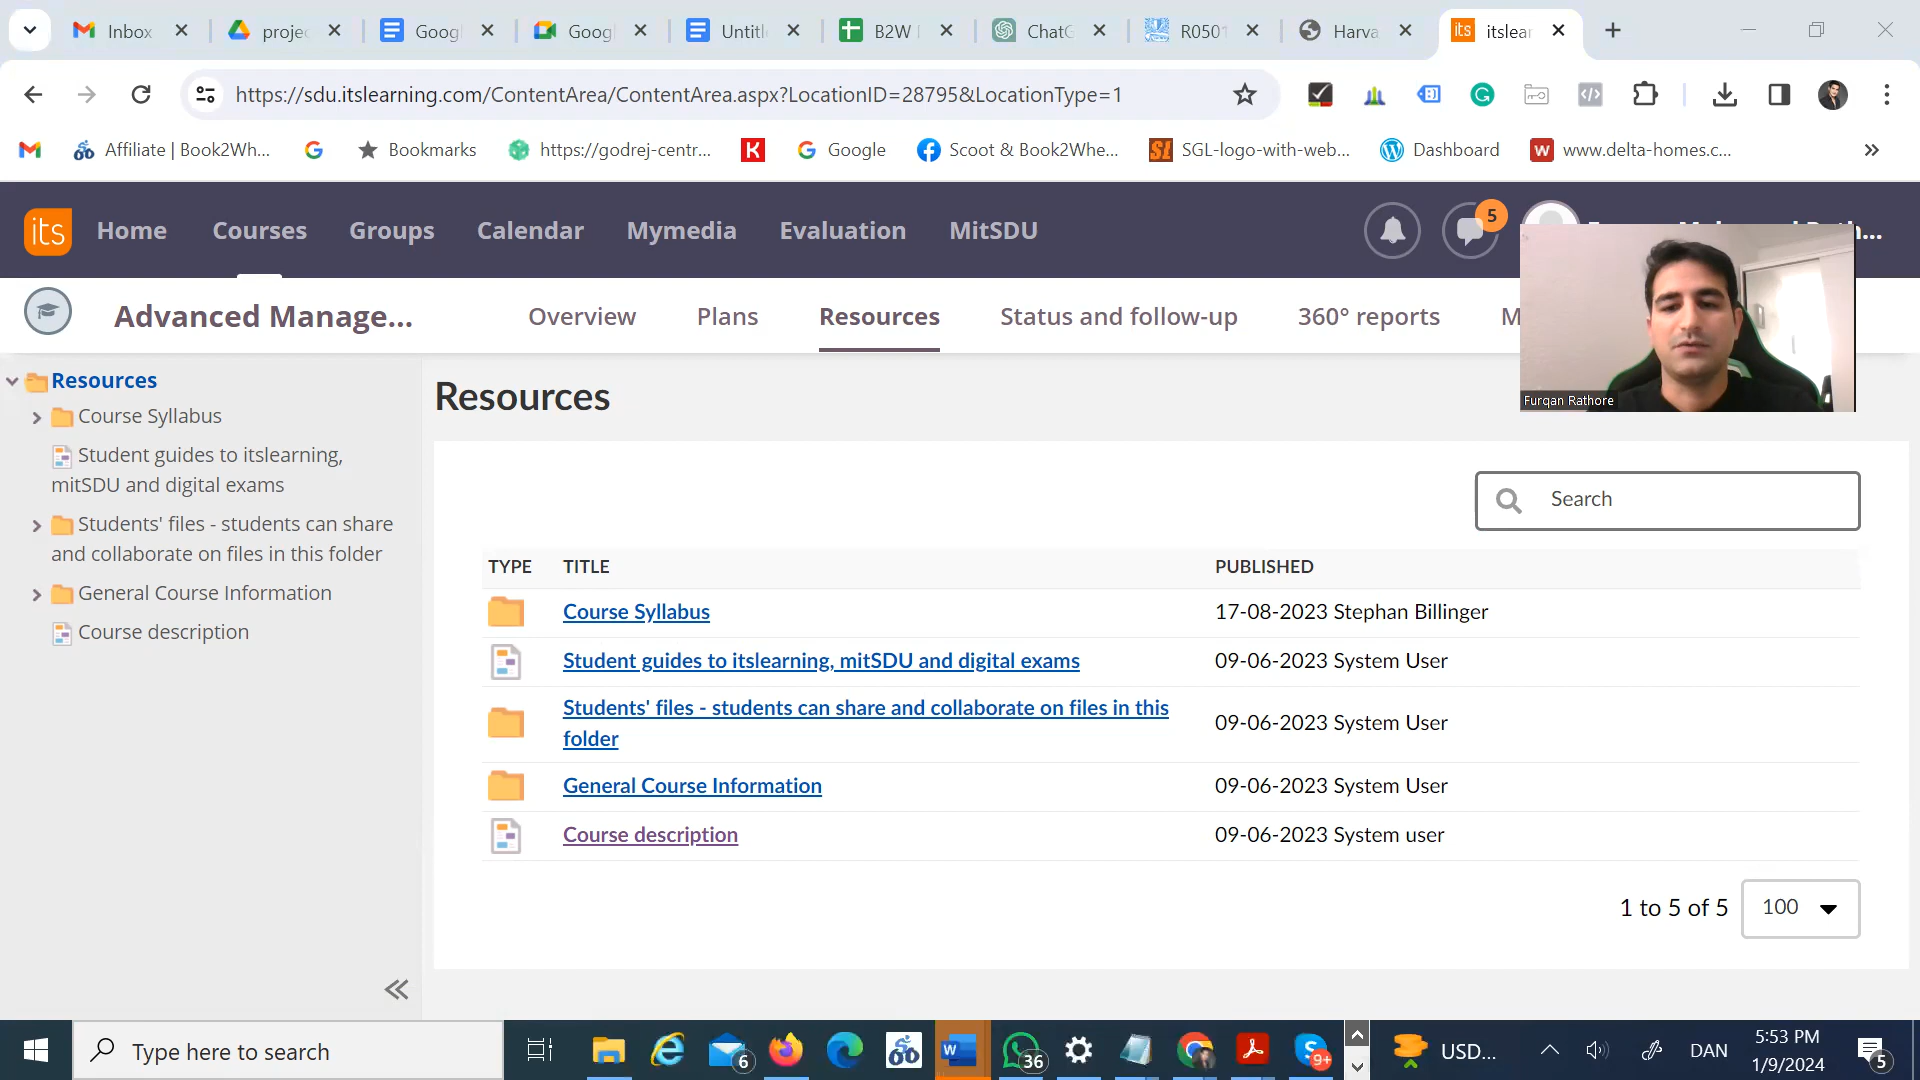 Inbox
projec
Googl
Googl
Untitl
B2W
ChatG
R0501
Harva
its
itslear
https://sdu.itslearning.com/ContentArea/ContentArea.aspx?LocationID=28795&LocationType=1
Affiliate | Book2Wh...
Bookmarks
https://godrej-centr...
K
Google
Scoot & Book2Whe...
SGL-logo-with-web...
Dashboard
W
www.delta-homes.c...
its
Home
Courses
Groups
Calendar
Mymedia
Evaluation
MitSDU
5
Advanced Manage...
Overview
Plans
Resources
Status and follow-up
360° reports
M
Furqan Rathore
Resources
Course Syllabus
Student guides to itslearning,
mitSDU and digital exams
Students' files - students can share
and collaborate on files in this folder
General Course Information
Course description
Resources
Search
TYPE TITLE PUBLISHED
Course Syllabus 17-08-2023 Stephan Billinger
Student guides to itslearning, mitSDU and digital exams 09-06-2023 System User
Students' files - students can share and collaborate on files in this
folder
09-06-2023 System User
General Course Information 09-06-2023 System User
Course description 09-06-2023 System user
1 to 5 of 5
100
Type here to search
6
W
36
9+
USD...
DAN
5:53 PM
1/9/2024
5